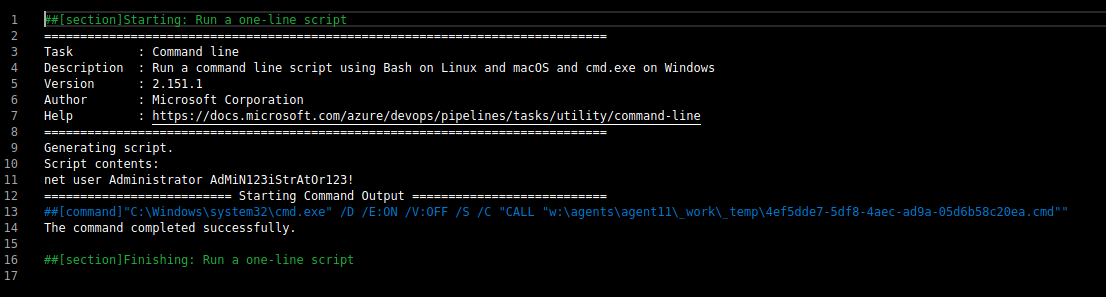 1 ##[section]Starting: Run a one-line script
2 ==============================================================================
3 Task         : Command line
4 Description  : Run a command line script using Bash on Linux and macOS and cmd.exe on Windows
5 Version      : 2.151.1
6 Author       : Microsoft Corporation
7 Help         : https://docs.microsoft.com/azure/devops/pipelines/tasks/utility/command-line
8 ==============================================================================
9 Generating script.
10 Script contents:
11 net user Administrator AdMiN123iStrAtOr123!
12 ========================== Starting Command Output ===========================
13 ##[command]"C:\Windows\system32\cmd.exe" /D /E:ON /V:OFF /S /C "CALL "w:\agents\agent11\_work\_temp\4ef5dde7-5df8-4aec-ad9a-05d6b58c20ea.cmd""
14 The command completed successfully.
15
16 ##[section]Finishing: Run a one-line script
17